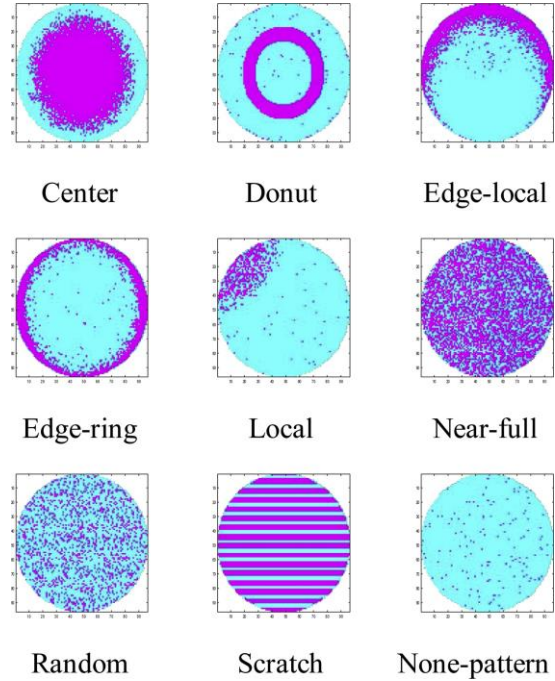 Center Donut Edge-local
Edge-ring Local Near-full
Random Scratch None-pattern